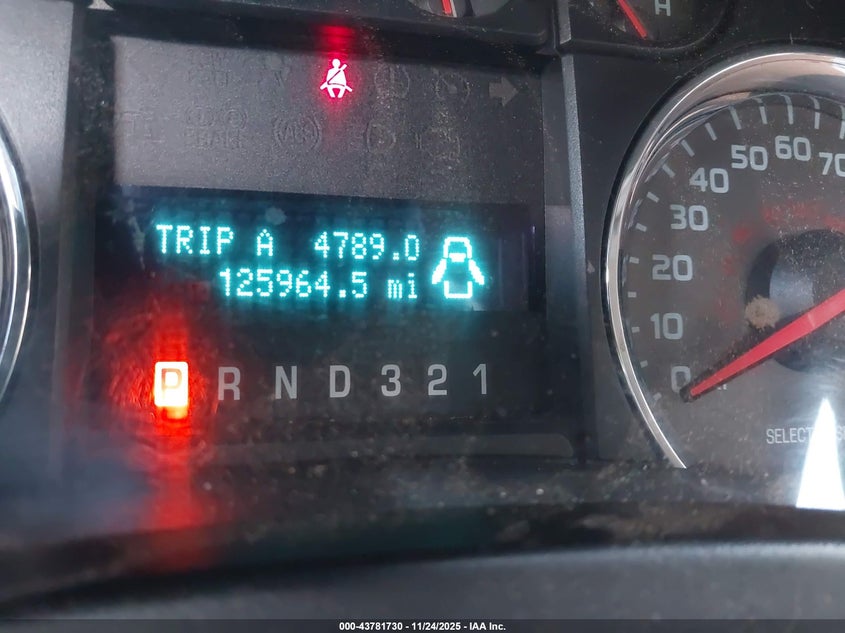 H
50 60 70
40
30
20
10
0
TRIP A 4789.0
125964.5 mi
P R N D 3 2 1
SELECT
000-43781730 - 11/24/2025 - IAA Inc.